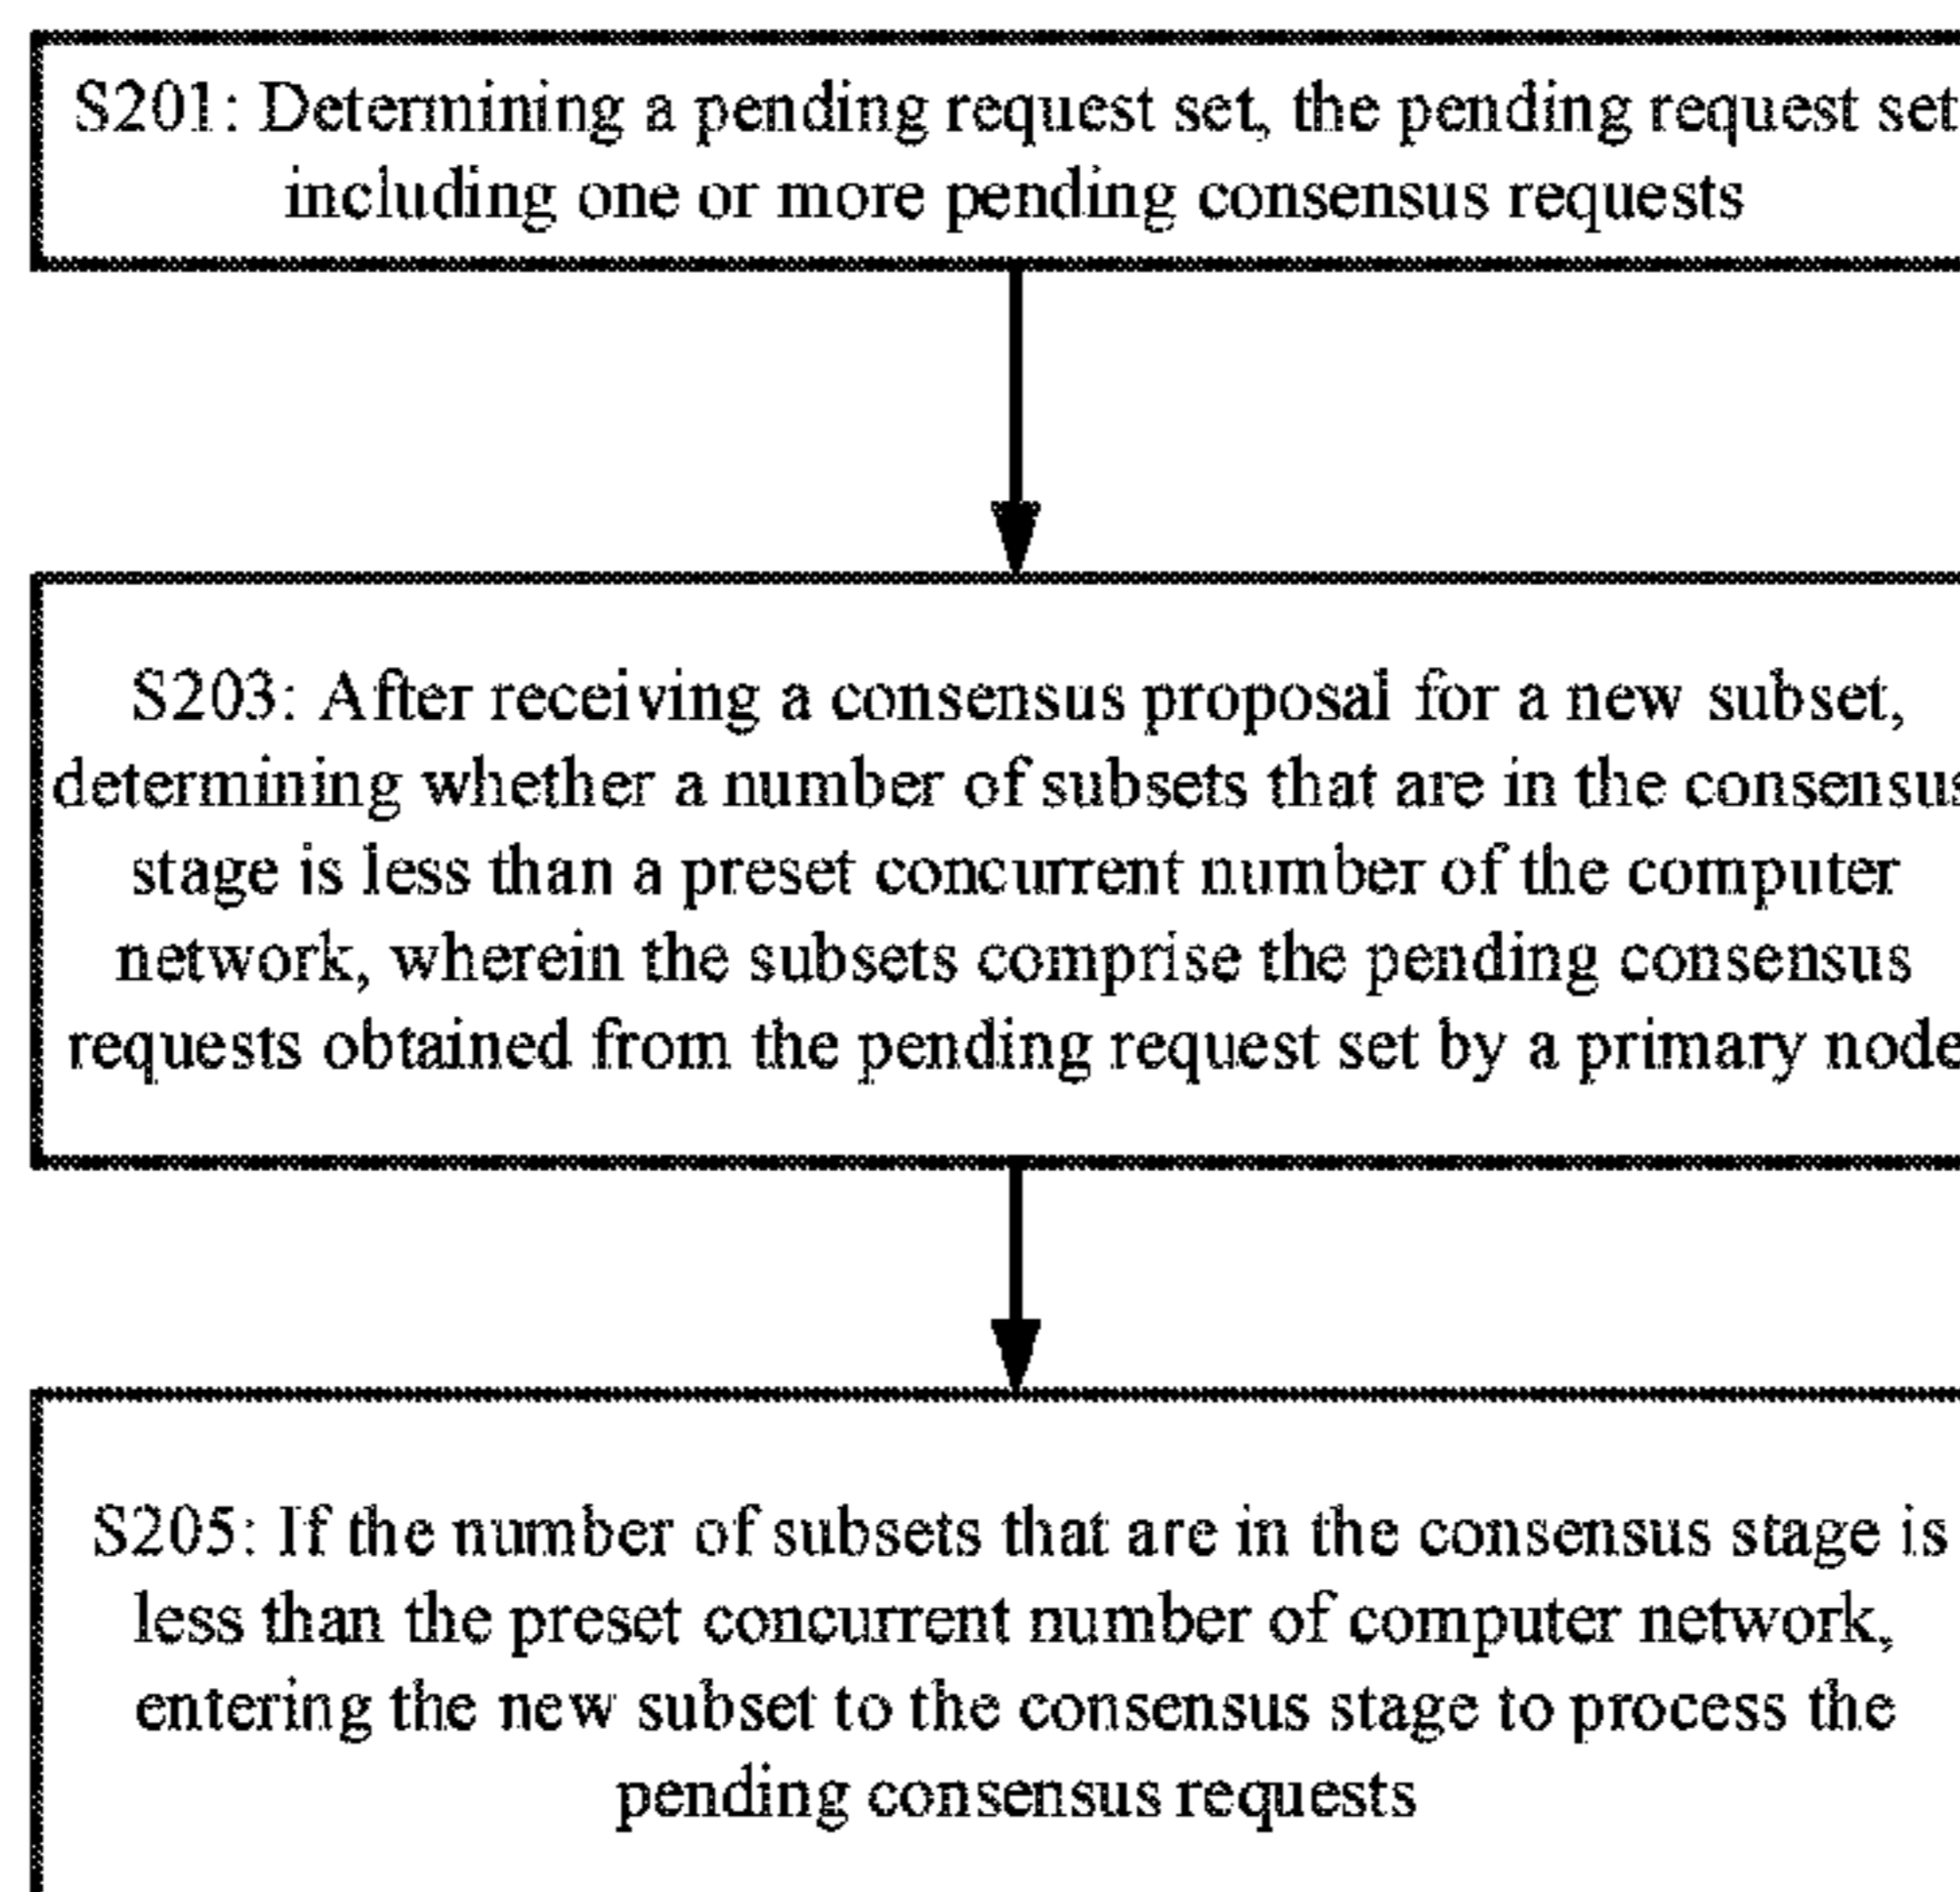 S201: Determining a pending request set, the pending request set
including one or more pending consensus requests
S203: After receiving a consensus proposal for a new subset,
determining whether a number of subsets that are in the consensus
stage is less than a preset concurrent number of the computer
network, wherein the subsets comprise the pending consensus
requests obtained from the pending request set by a primary node
S205: If the number of subsets that are in the consensus stage is
less than the preset concurrent number of computer network,
entering the new subset to the consensus stage to process the
pending consensus requests